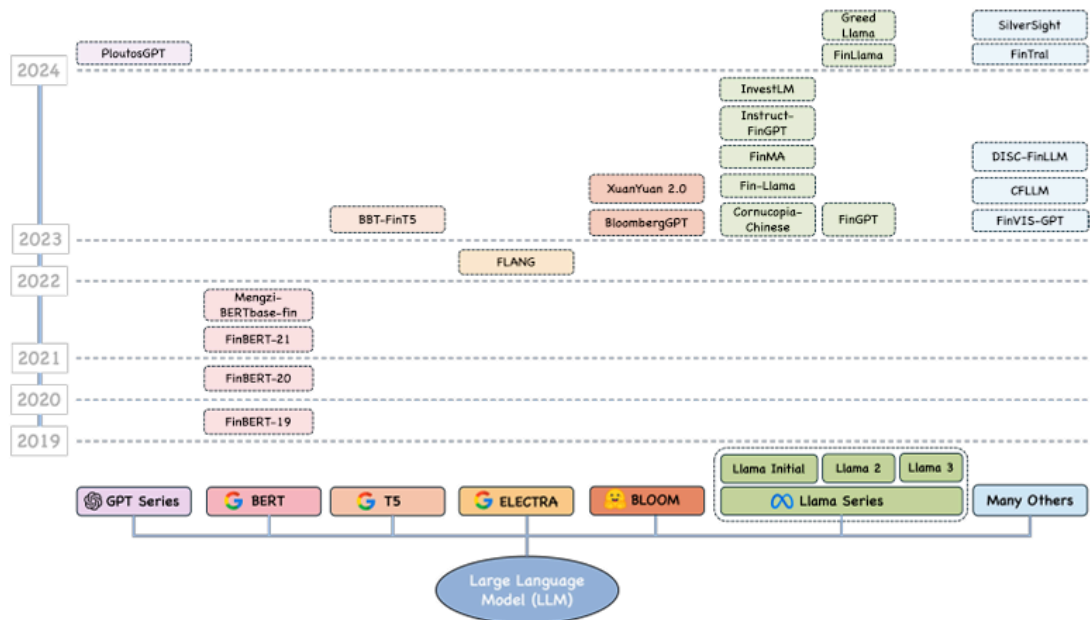 Greed
Llama
SilverSight
PloutosGPT
FinLlama
FinTral
2024
InvestLM
Instruct-
FinGPT
FinMA
DISC-FinLLM
XuanYuan 2.0
Fin-Llama
CFLLM
BBT-FinT5
BloombergGPT
Cornucopia-
Chinese
FinGPT
FinVIS-GPT
2023
FLANG
2022
Mengzi-
BERTbase-fin
FinBERT-21
2021
FinBERT-20
2020
FinBERT-19
2019
Llama Initial
Llama 2
Llama 3
GPT Series
BERT
T5
ELECTRA
BLOOM
Llama Series
Many Others
Large Language
Model (LLM)